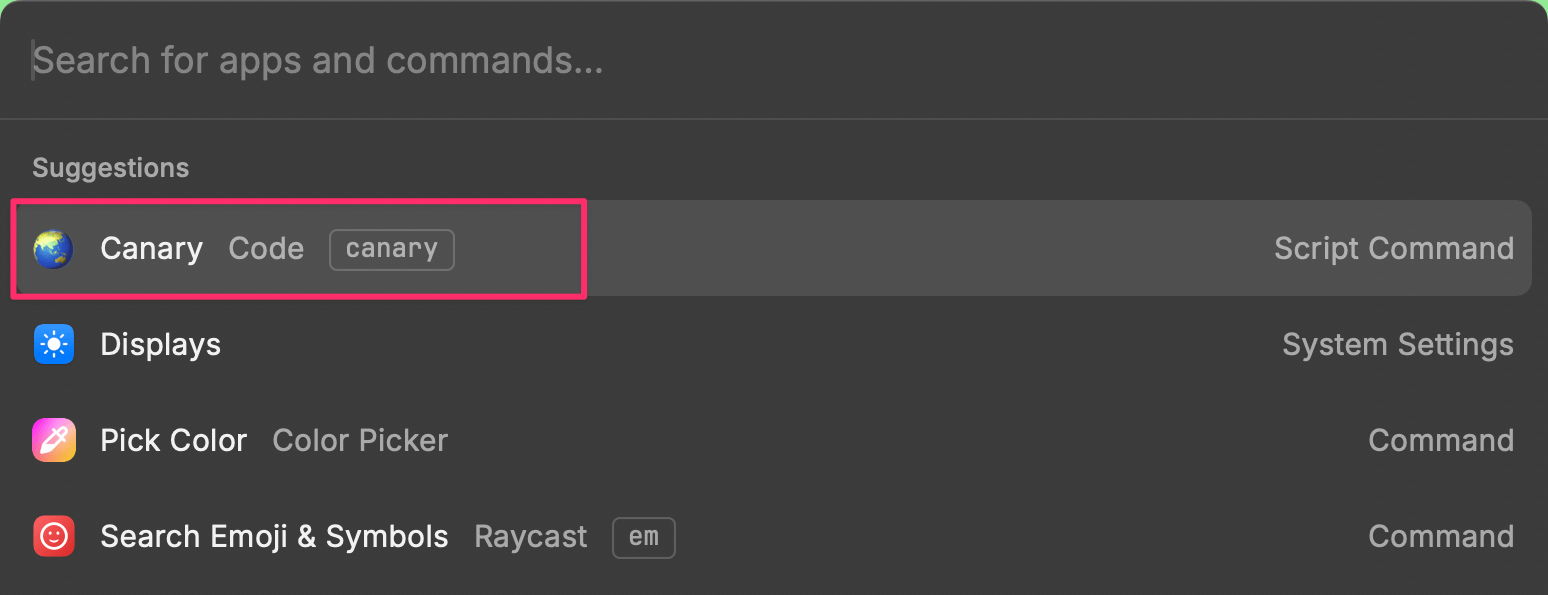 Search for apps and commands...
Suggestions
Canary Code canary Script Command
Displays System Settings
Pick Color Color Picker Command
Search Emoji & Symbols Raycast em Command